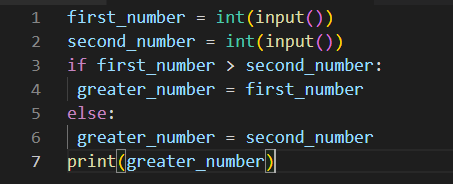 1 first_number = int(input())
2 second_number = int(input())
3 if first_number > second_number:
4  greater_number = first_number
5 else:
6  greater_number = second_number
7 print(greater_number)